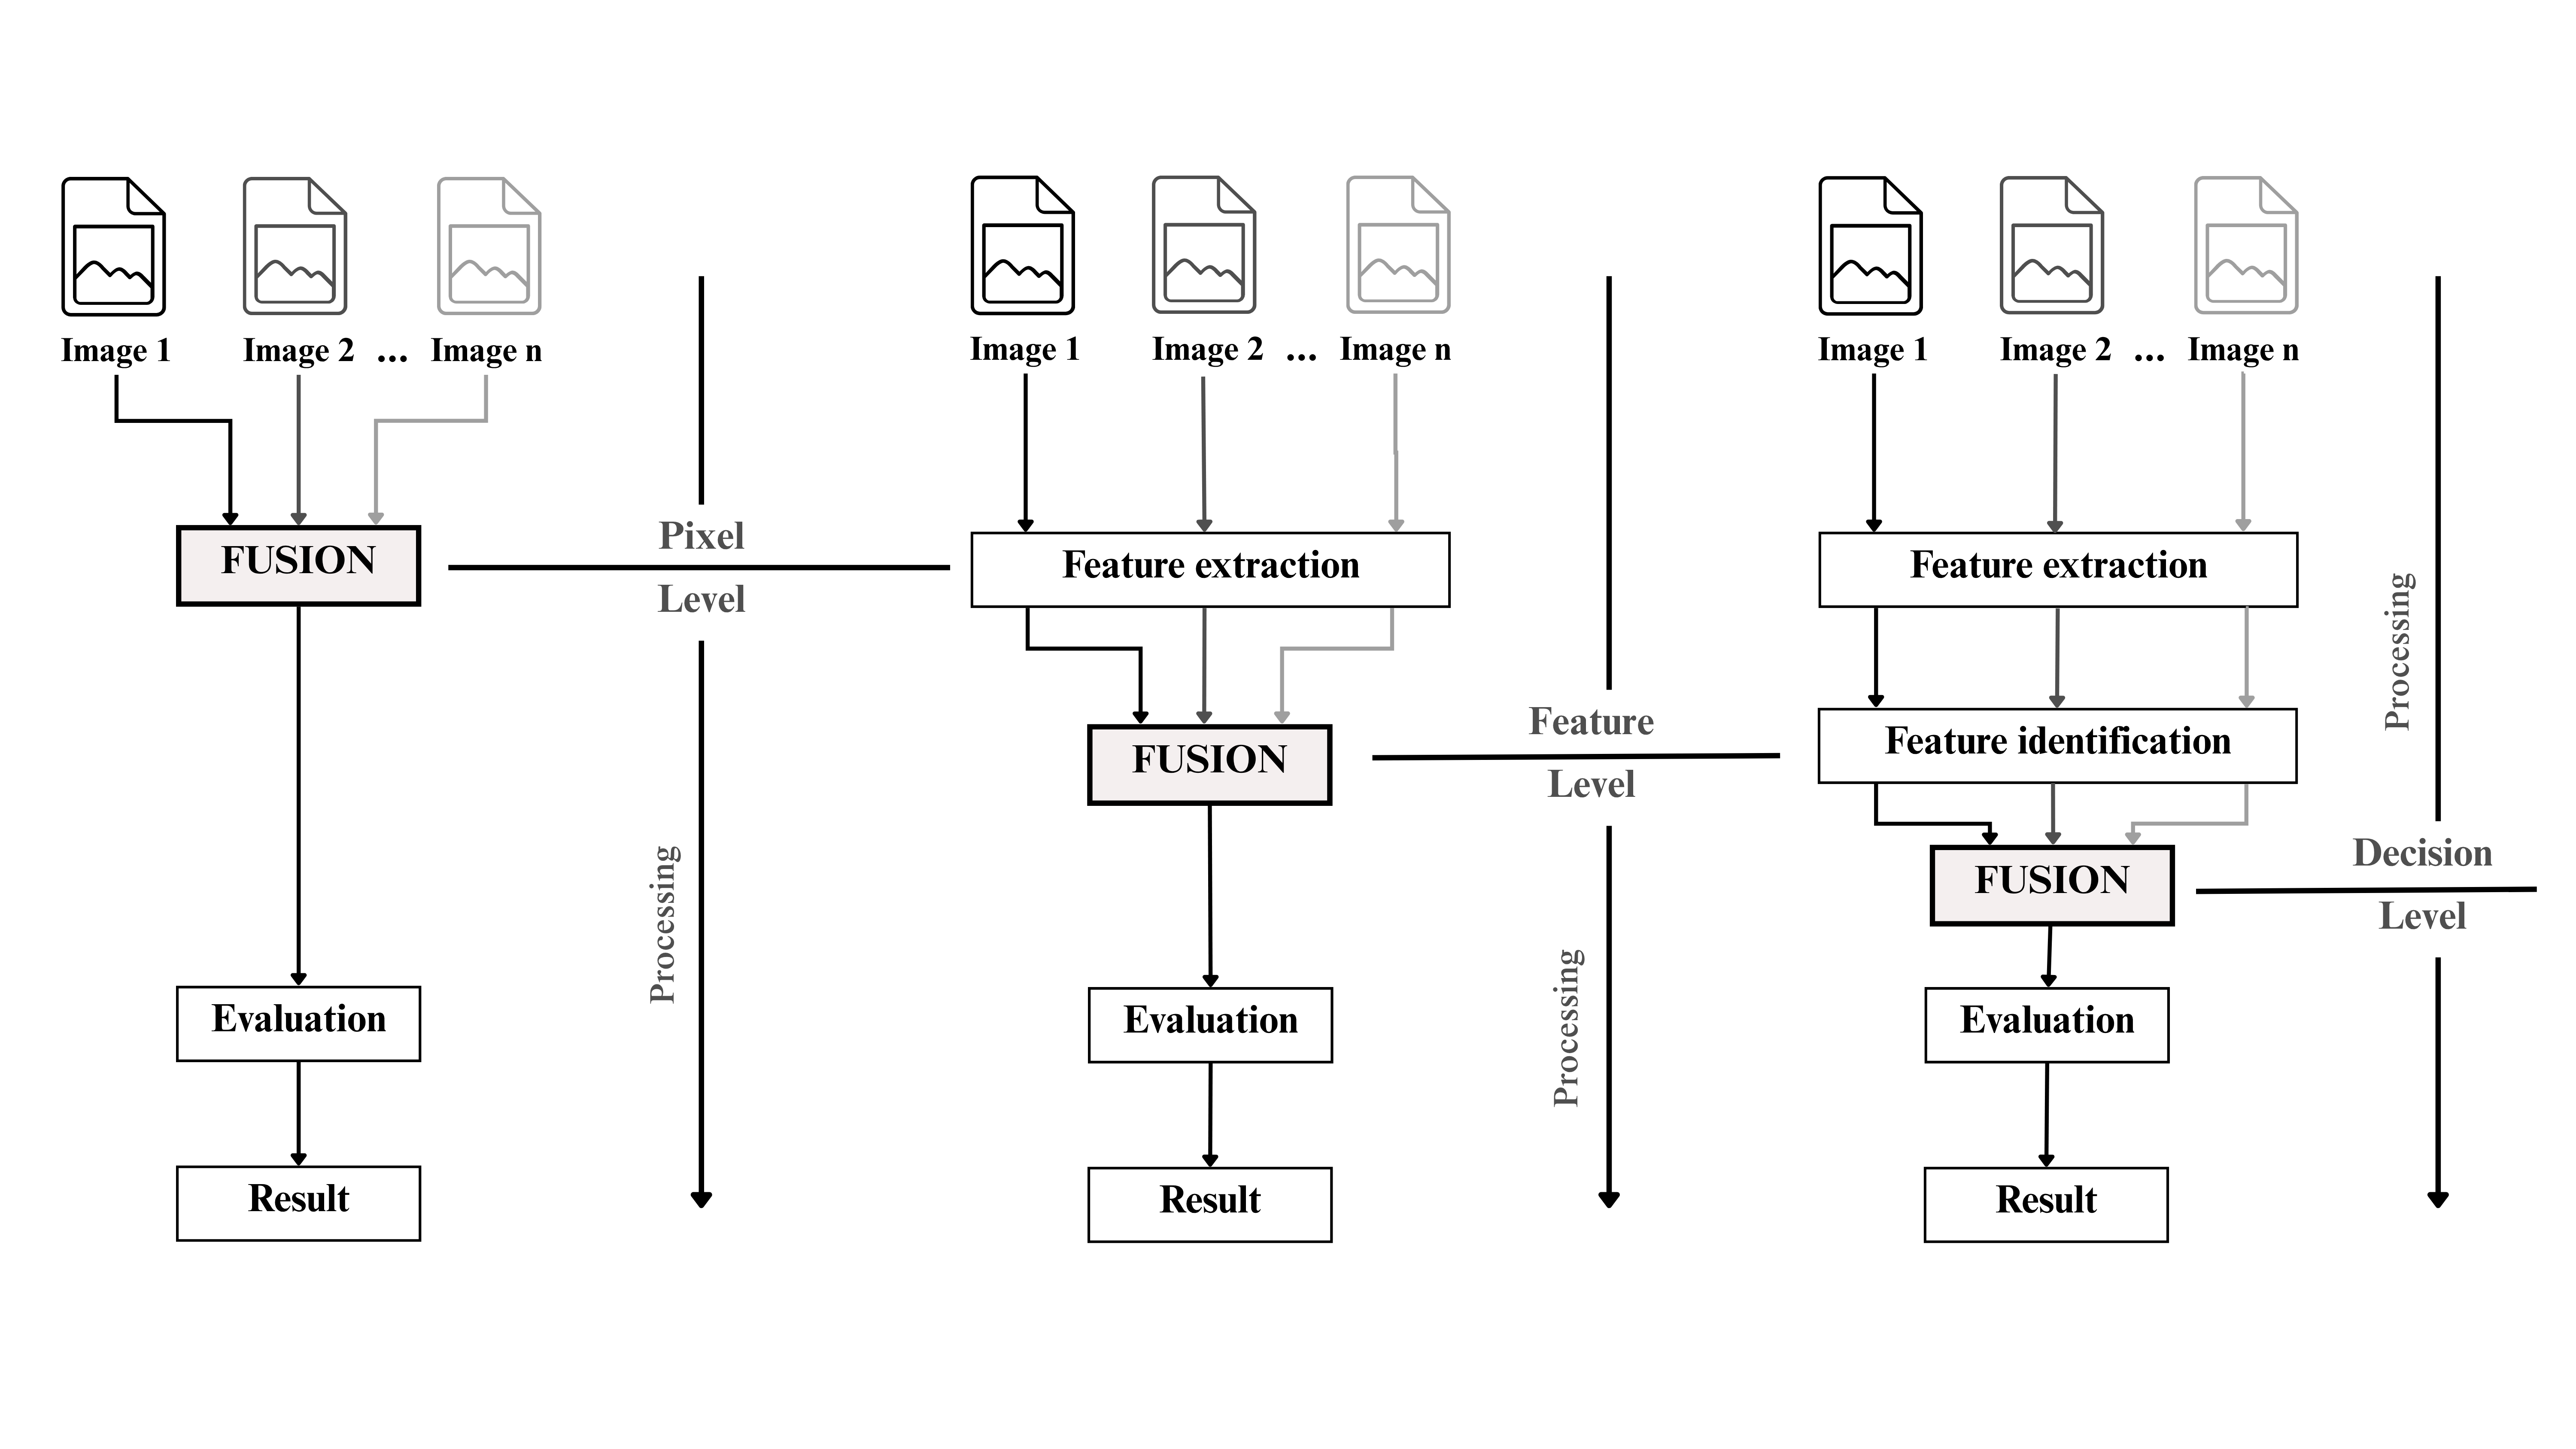 Image 1 Image 2 ... Image n
FUSION
Evaluation
Result
Pixel
Level
Processing
Image 1 Image 2 ... Image n
Feature extraction
FUSION
Evaluation
Result
Feature
Level
Processing
Image 1 Image 2 ... Image n
Feature extraction
Feature identification
FUSION
Evaluation
Result
Processing
Decision
Level